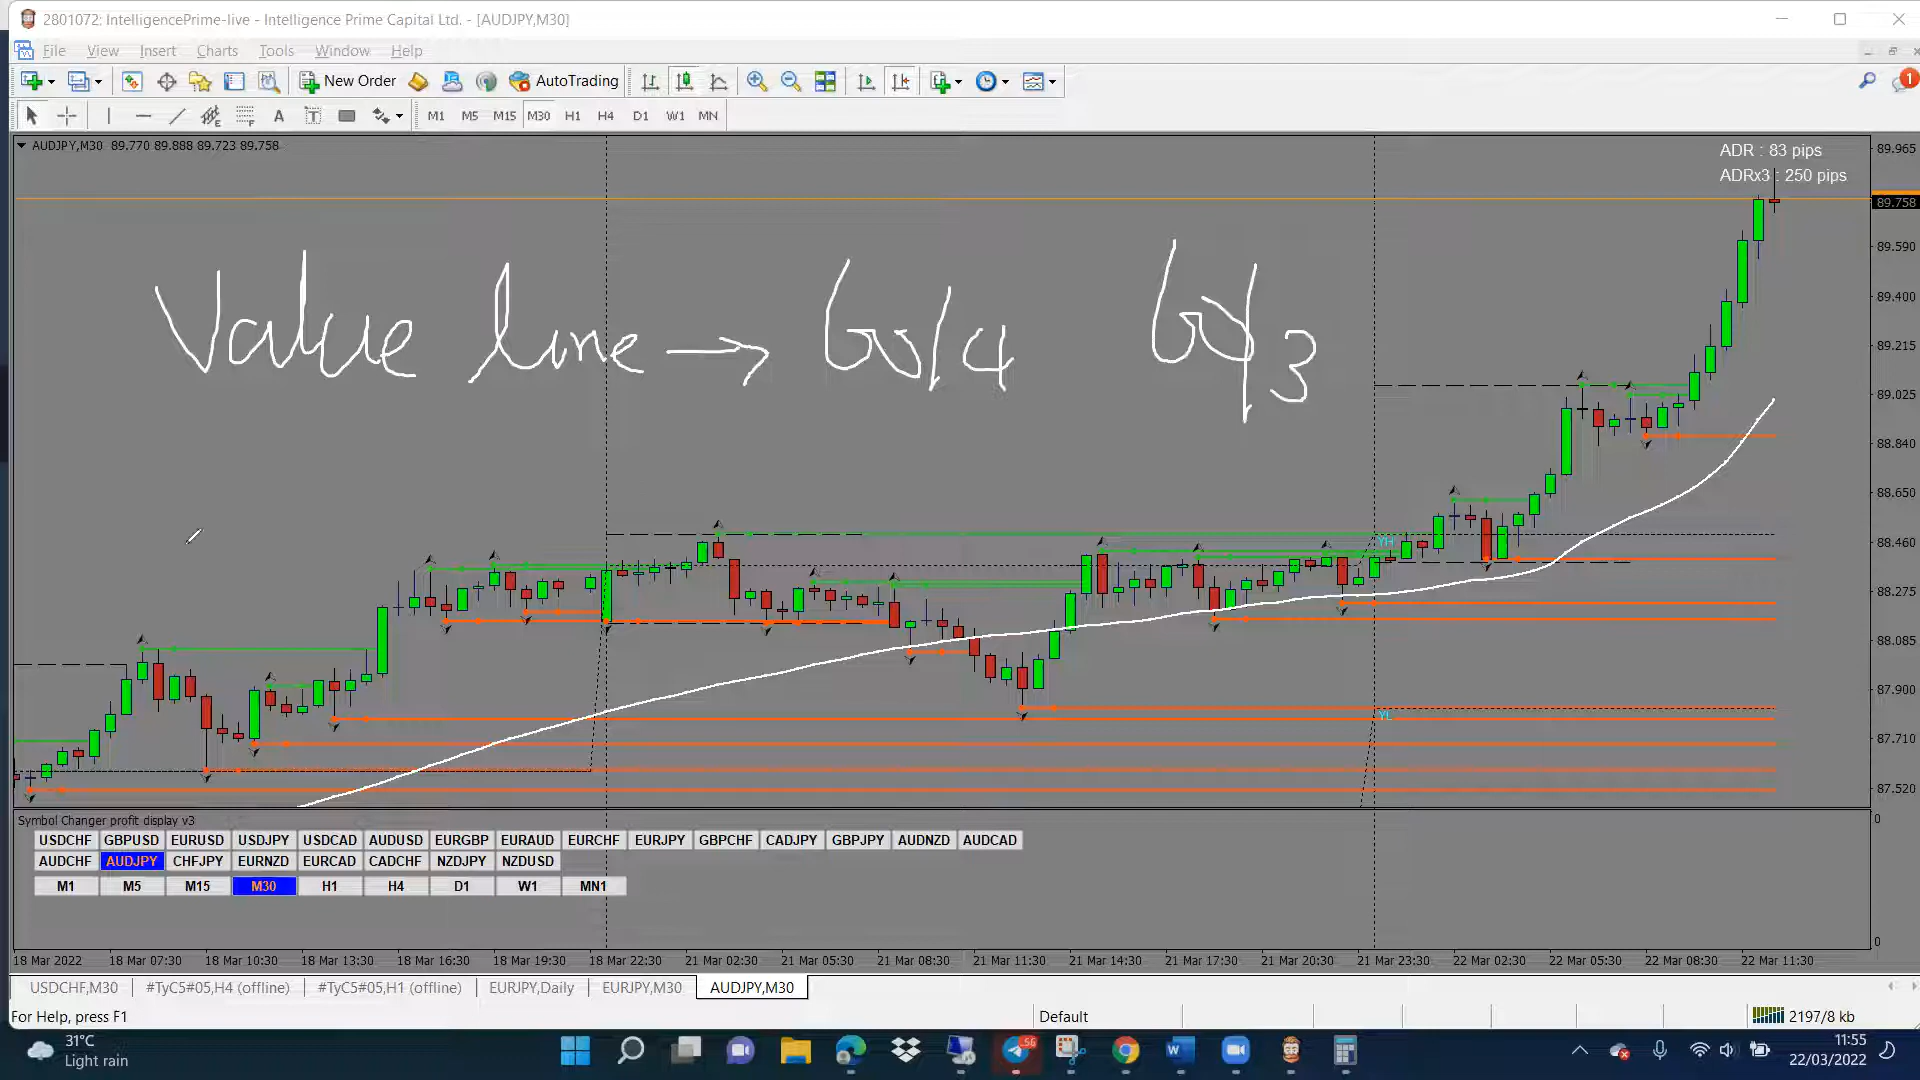 2801072: IntelligencePrime-live - Intelligence Prime Capital Ltd. - [AUDJPY,M30]
File View Insert Charts Tools Window Help
New Order AutoTrading
M1 M5 M15 M30 H1 H4 D1 W1 MN
AUDJPY,M30 89.770 89.888 89.723 89.758
ADR : 83 pips
ADRx3 : 250 pips
89.965
89.758
89.590
89.400
89.215
89.025
88.840
88.650
88.460
88.275
88.085
87.900
87.710
87.520
Value line → 60/4 60/3
YH
YL
Symbol Changer profit display v3
USDCHF GBPUSD EURUSD USDJPY USDCAD AUDUSD EURGBP EURAUD EURCHF EURJPY GBPCHF CADJPY GBPJPY AUDNZD AUDCAD
AUDCHF AUDJPY CHFJPY EURNZD EURCAD CADCHF NZDJPY NZDUSD
M1 M5 M15 M30 H1 H4 D1 W1 MN1
0
0
18 Mar 2022 18 Mar 07:30 18 Mar 10:30 18 Mar 13:30 18 Mar 16:30 18 Mar 19:30 18 Mar 22:30 21 Mar 02:30 21 Mar 05:30 21 Mar 08:30 21 Mar 11:30 21 Mar 14:30 21 Mar 17:30 21 Mar 20:30 21 Mar 23:30 22 Mar 02:30 22 Mar 05:30 22 Mar 08:30 22 Mar 11:30
USDCHF,M30 #TyC5#05,H4 (offline) #TyC5#05,H1 (offline) EURJPY,Daily EURJPY,M30 AUDJPY,M30
For Help, press F1 Default 2197/8 kb
31°C
Light rain
56
1
11:55
22/03/2022